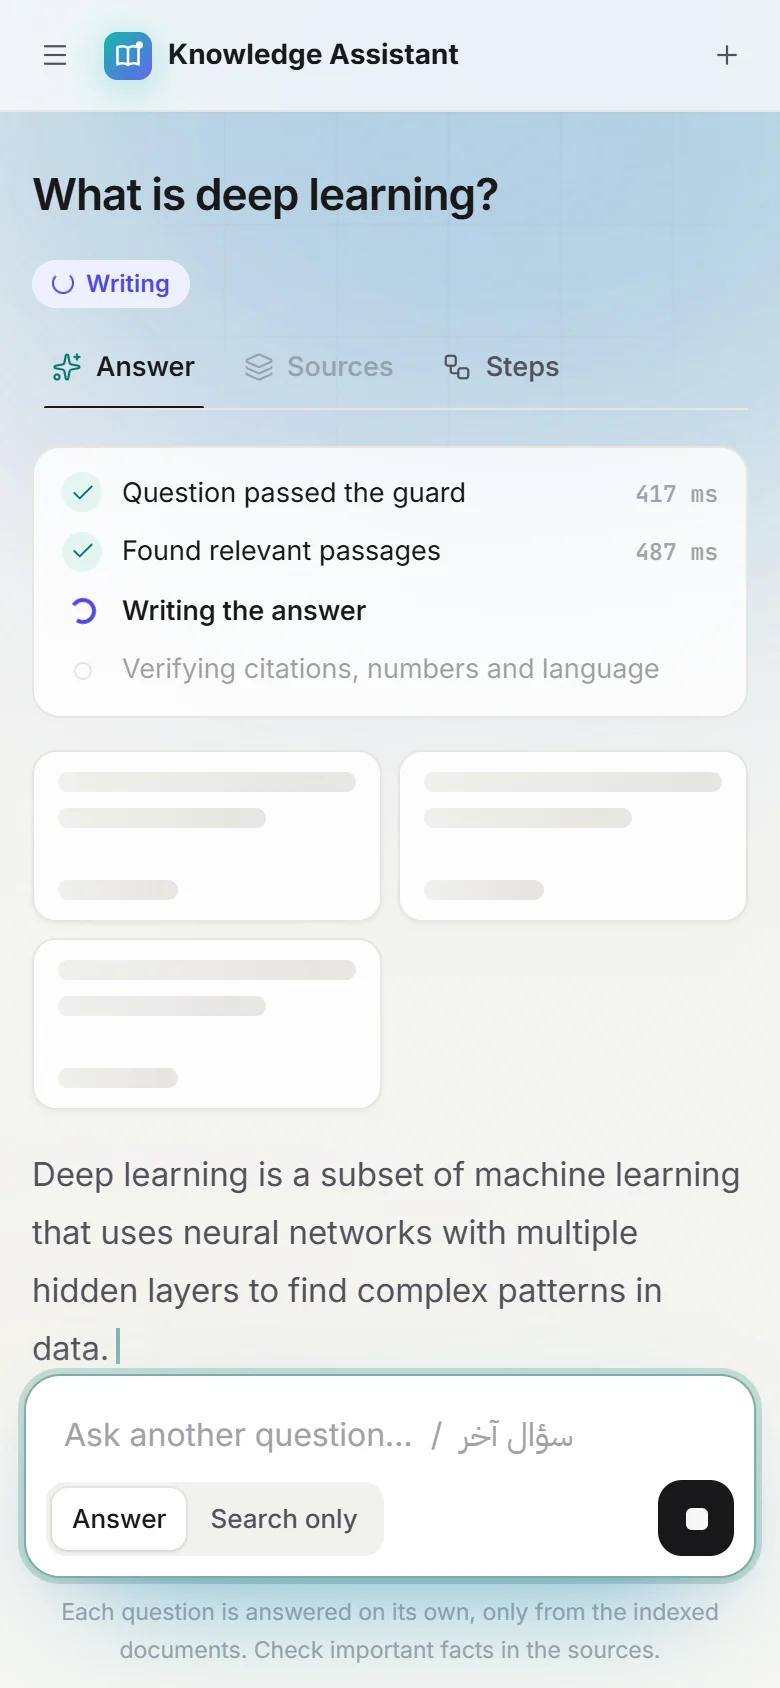 Knowledge Assistant
What is deep learning?
Writing
Answer Sources Steps
Question passed the guard 417 ms
Found relevant passages 487 ms
Writing the answer
Verifying citations, numbers and language
Deep learning is a subset of machine learning
that uses neural networks with multiple
hidden layers to find complex patterns in
data.
Ask another question... / سؤال آخر
Answer Search only
Each question is answered on its own, only from the indexed
documents. Check important facts in the sources.